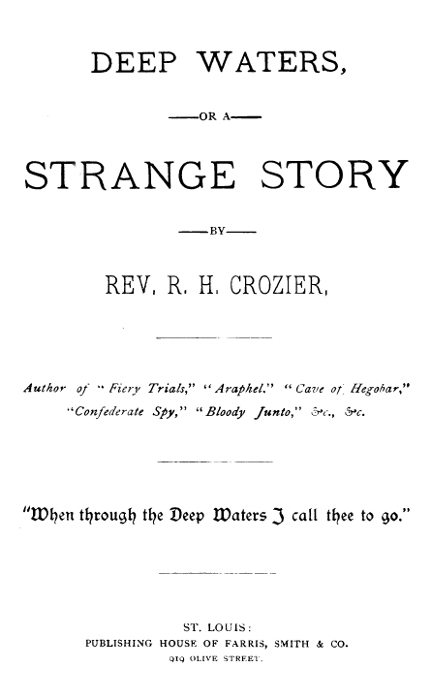 DEEP WATERS,
—OR A—
STRANGE STORY
—BY—
REV. R. H. CROZIER,
Author of "Fiery Trials," "Araphel." "Cave of Hegobar,"
"Confederate Spy," "Bloody Junto," &c., &c.
"When through the Deep Waters I call thee to go."
ST. LOUIS:
PUBLISHING HOUSE OF FARRIS, SMITH & CO.
919 OLIVE STREET.